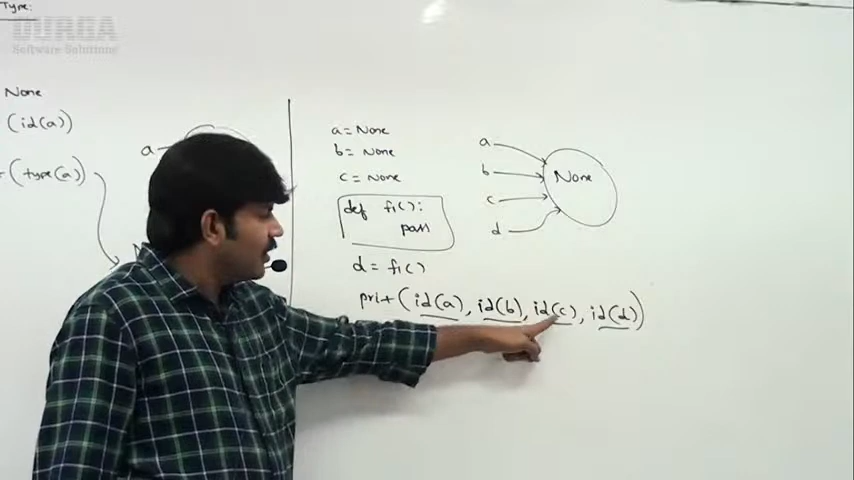 Type:
DURGA
Software Solutions
None
(id(a))
(type(a))
a
a = None
b = None
c = None
def f1():
pass
d = f1()
prit(id(a), id(b), id(c), id(d))
a
b
c
d
None